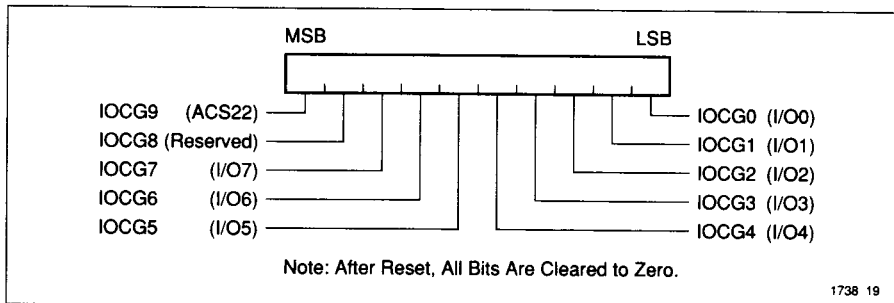 MSB LSB
IOCG9 (ACS22) IOCG0 (I/O0)
IOCG8 (Reserved) IOCG1 (I/O1)
IOCG7 (I/O7) IOCG2 (I/O2)
IOCG6 (I/O6) IOCG3 (I/O3)
IOCG5 (I/O5) IOCG4 (I/O4)
Note: After Reset, All Bits Are Cleared to Zero.
1738 19